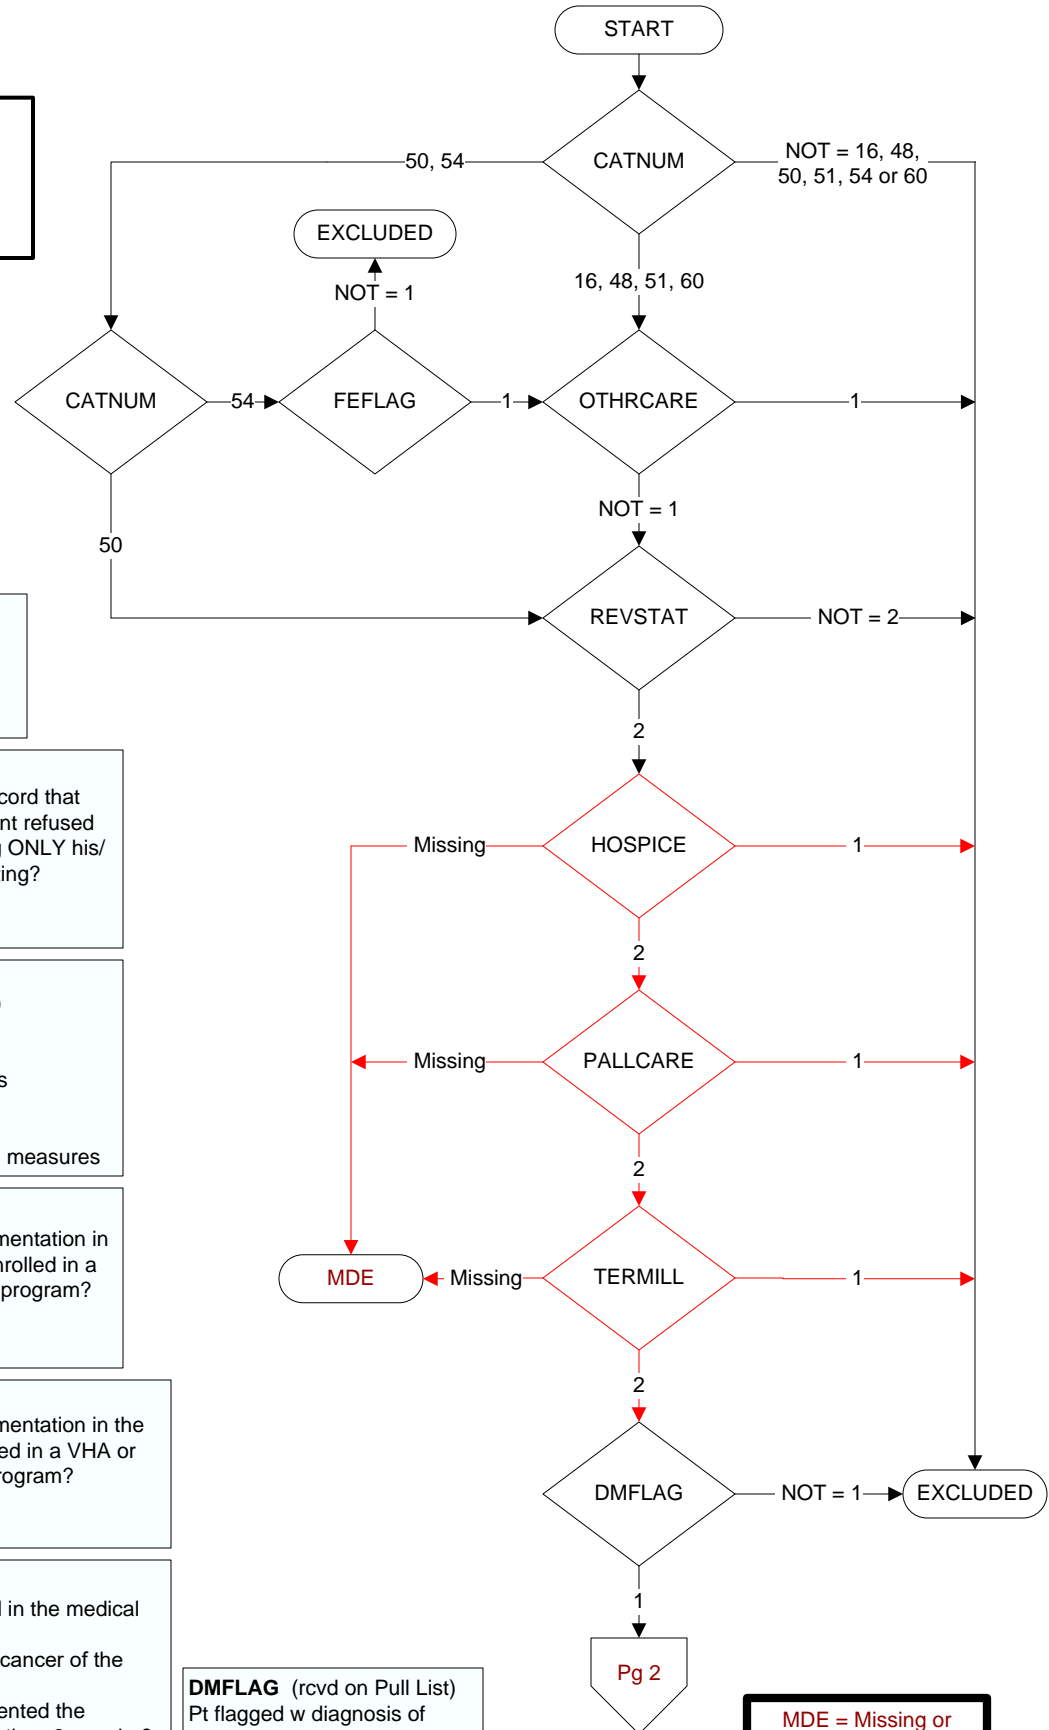 START
CATNUM
50, 54
NOT = 16, 48,
50, 51, 54 or 60
EXCLUDED
NOT = 1
16, 48, 51, 60
CATNUM
54
FEFLAG
1
OTHRCARE
1
NOT = 1
50
REVSTAT
NOT = 2
2
cord that
nt refused
ONLY his/
ting?
Missing
HOSPICE
1
2
s
measures
Missing
PALLCARE
1
2
mentation in
nrolled in a
program?
MDE
Missing
TERMILL
1
2
mentation in the
ed in a VHA or
rogram?
DMFLAG
NOT = 1
EXCLUDED
1
in the medical
cancer of the
ented the
Pg 2
DMFLAG (rcvd on Pull List)
Pt flagged w diagnosis of
MDE = Missing or